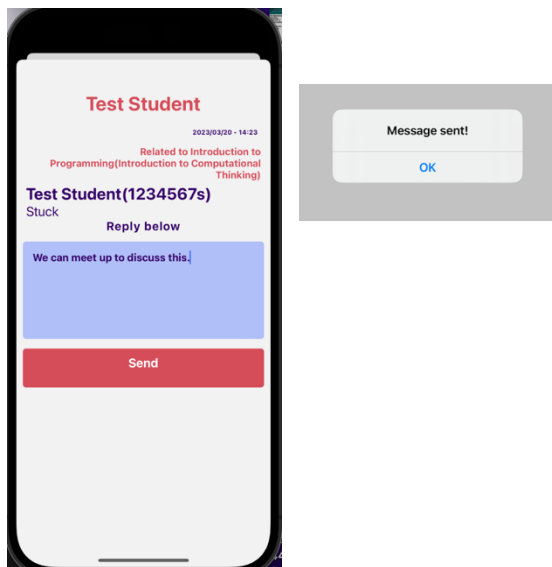 Test Student
2023/03/20 - 14:23
Related to Introduction to
Programming(Introduction to Computational
Thinking)
Test Student(1234567s)
Stuck
Reply below
We can meet up to discuss this.
Send
Message sent!
OK